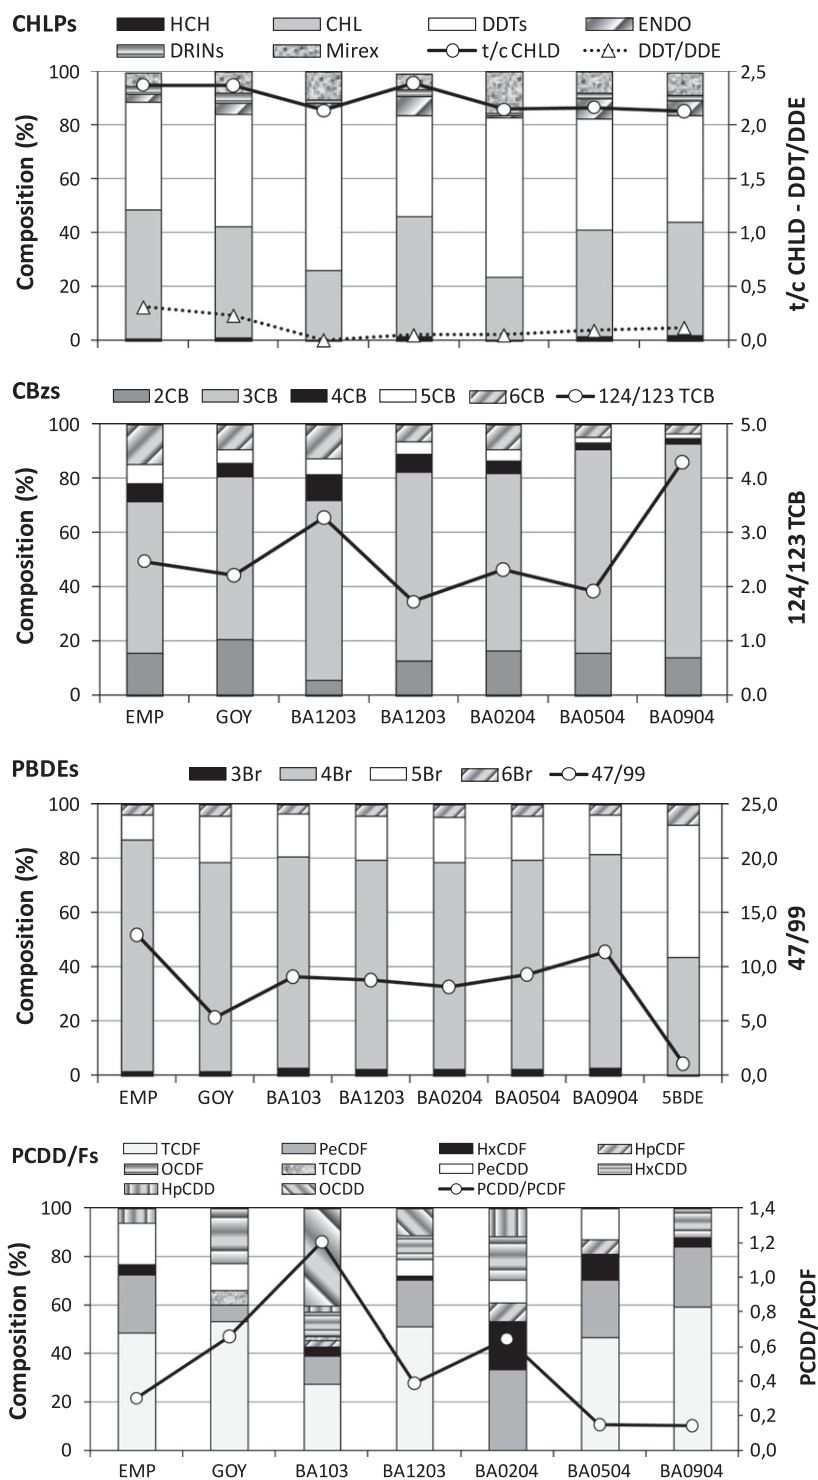 CHLPs HCH CHL DDTs ENDO
DRINs Mirex t/c CHLD DDT/DDE
100 2,5
80 2,0
60 1,5
40 1,0
20 0,5
0 0,0
Composition (%)
t/c CHLD - DDT/DDE
CBzs
2CB 3CB 4CB 5CB 6CB 124/123 TCB
100 5.0
80 4.0
60 3.0
40 2.0
20 1.0
0 0.0
Composition (%)
124/123 TCB
EMP GOY BA1203 BA1203 BA0204 BA0504 BA0904
PBDEs
3Br 4Br 5Br 6Br 47/99
100 25,0
80 20,0
60 15,0
40 10,0
20 5,0
0 0,0
Composition (%)
47/99
EMP GOY BA103 BA1203 BA0204 BA0504 BA0904 5BDE
PCDD/Fs TCDF PeCDF HxCDF HpCDF
OCDF TCDD PeCDD HxCDD
HpCDD OCDD PCDD/PCDF
100 1,4
80 1,2
60 1,0
40 0,8
20 0,6
0 0,4
0,2
0,0
Composition (%)
PCDD/PCDF
EMP GOY BA103 BA1203 BA0204 BA0504 BA0904